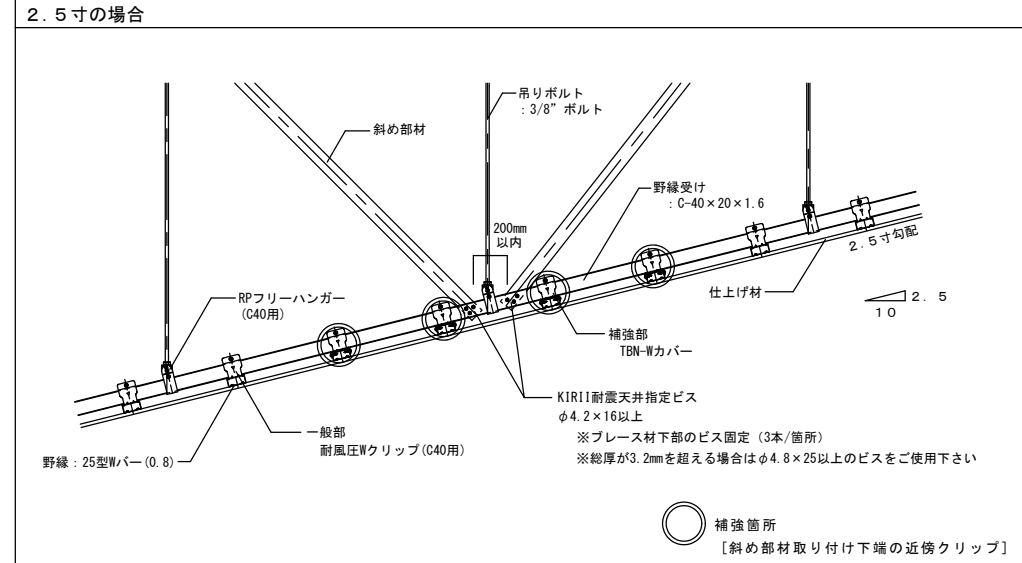 2.5寸の場合
吊りボルト
：3/8” ボルト
斜め部材
野縁受け
：C-40×20×1.6
200mm
以内
2.5寸勾配
RPフリーハンガー
(C40用)
仕上げ材
2.5
10
補強部
TBN-Wカバー
KIRII耐震天井指定ビス
φ4.2×16以上
一般部
耐風圧Wクリップ(C40用)
※ブレース材下部のビス固定（3本/箇所）
野縁：25型Wバー(0.8)
※総厚が3.2mmを超える場合はφ4.8×25以上のビスをご使用下さい
補強箇所
［斜め部材取り付け下端の近傍クリップ］